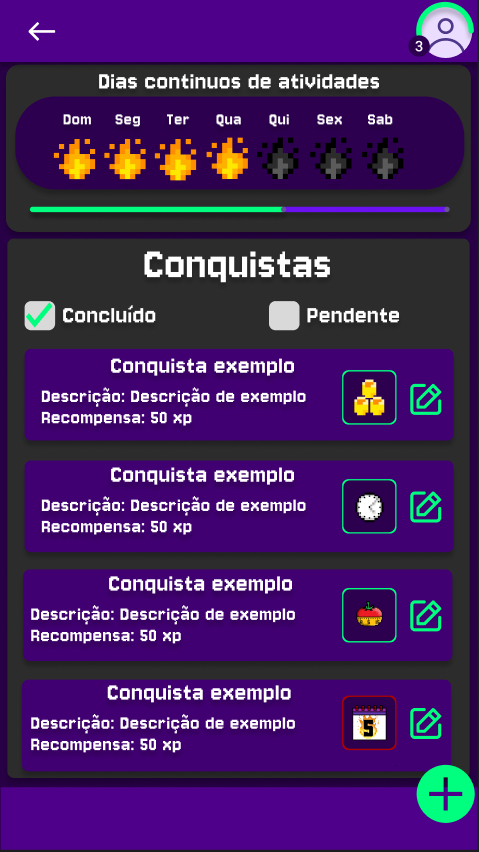 3
Dias continuos de atividades
Dom Seg Ter Qua Qui Sex Sab
Conquistas
Concluído Pendente
Conquista exemplo
Descrição: Descrição de exemplo
Recompensa: 50 xp
Conquista exemplo
Descrição: Descrição de exemplo
Recompensa: 50 xp
Conquista exemplo
Descrição: Descrição de exemplo
Recompensa: 50 xp
Conquista exemplo
Descrição: Descrição de exemplo
Recompensa: 50 xp
5